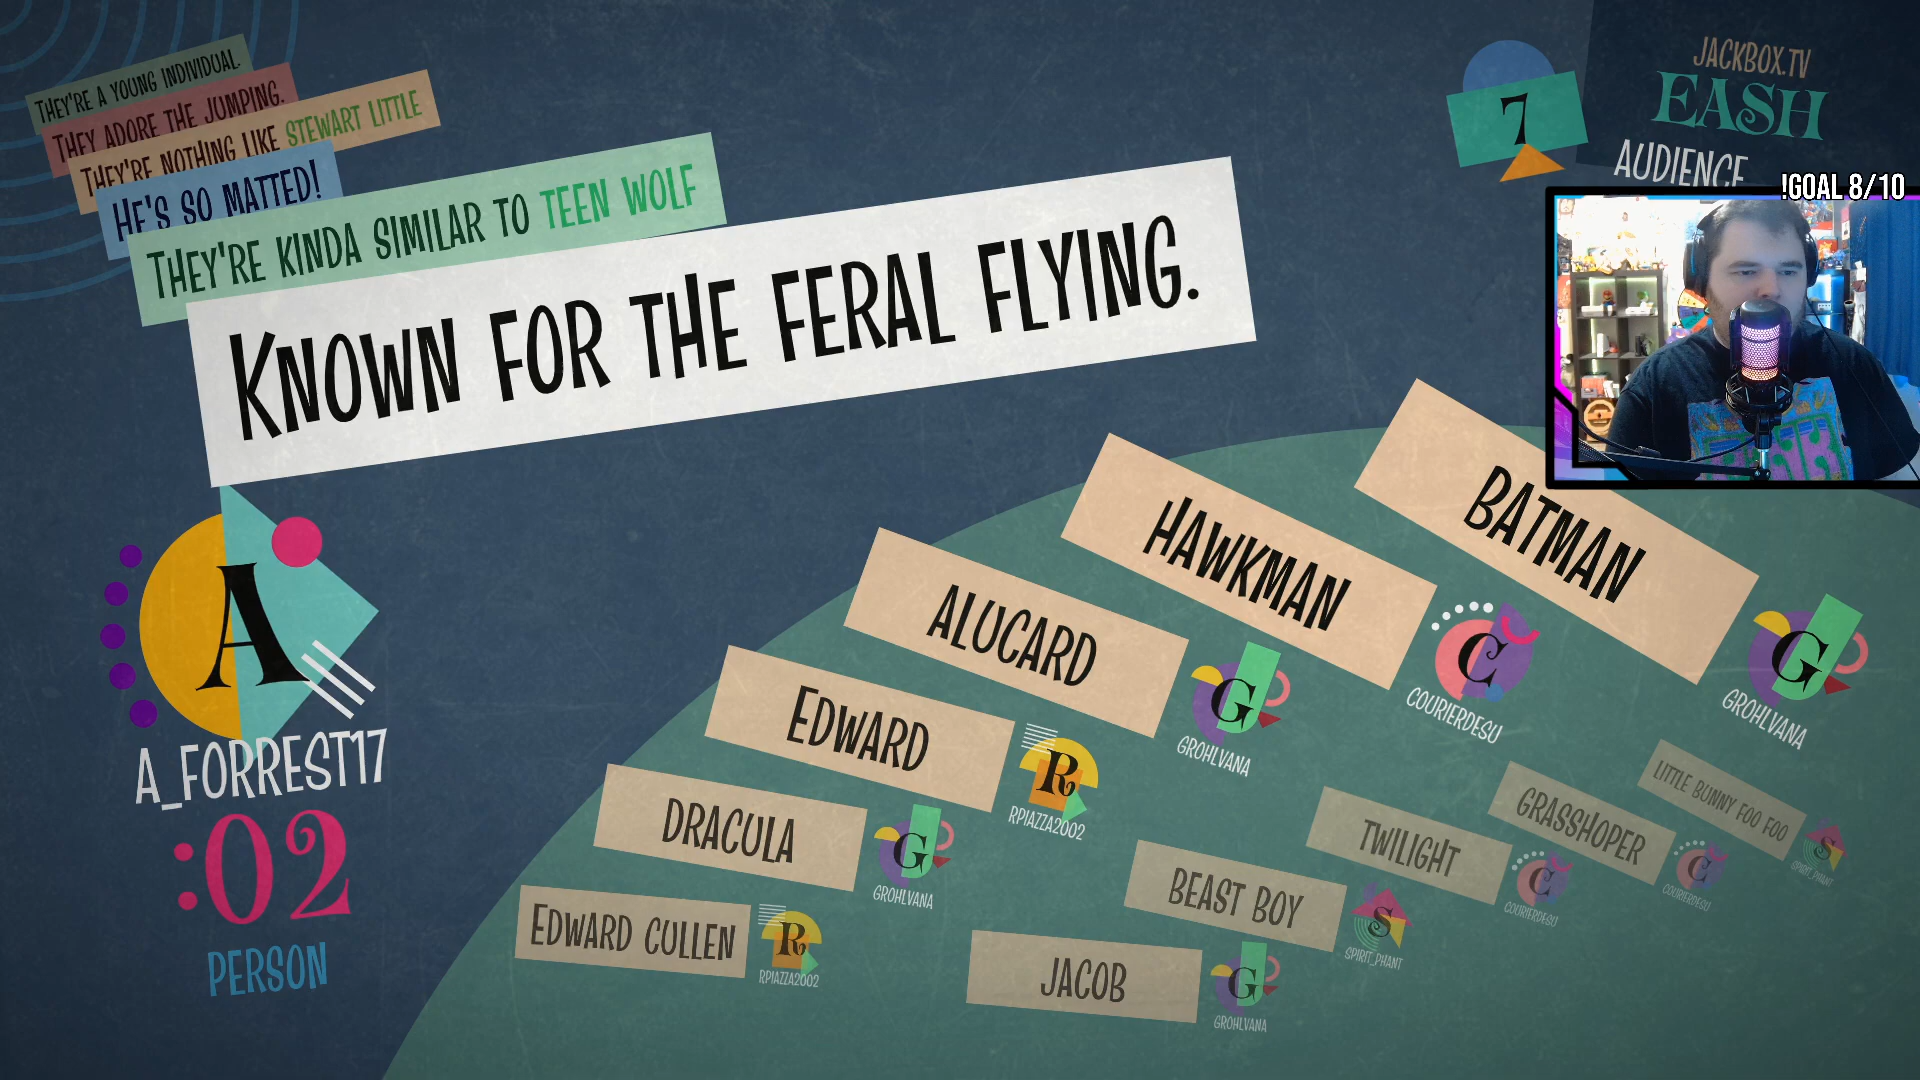 THEY'RE A YOUNG INDIVIDUAL.
THEY ADORE THE JUMPING.
THEY'RE NOTHING LIKE STEWART LITTLE
HE'S SO MATTED!
THEY'RE KINDA SIMILAR TO TEEN WOLF
KNOWN FOR THE FERAL FLYING.
7
JACKBOX.TV
EASH
AUDIENCE
!GOAL 8/10
A
A_FORREST17
:02
PERSON
BATMAN
G
GROHLVANA
HAWKMAN
C
COURIERDESU
ALUCARD
G
GROHLVANA
EDWARD
R
RPIAZZA2002
DRACULA
G
GROHLVANA
EDWARD CULLEN
R
RPIAZZA2002
LITTLE BUNNY FOO FOO
S
SPIRIT_PHANT
GRASSHOPER
C
COURIERDESU
TWILIGHT
C
COURIERDESU
BEAST BOY
S
SPIRIT_PHANT
JACOB
G
GROHLVANA